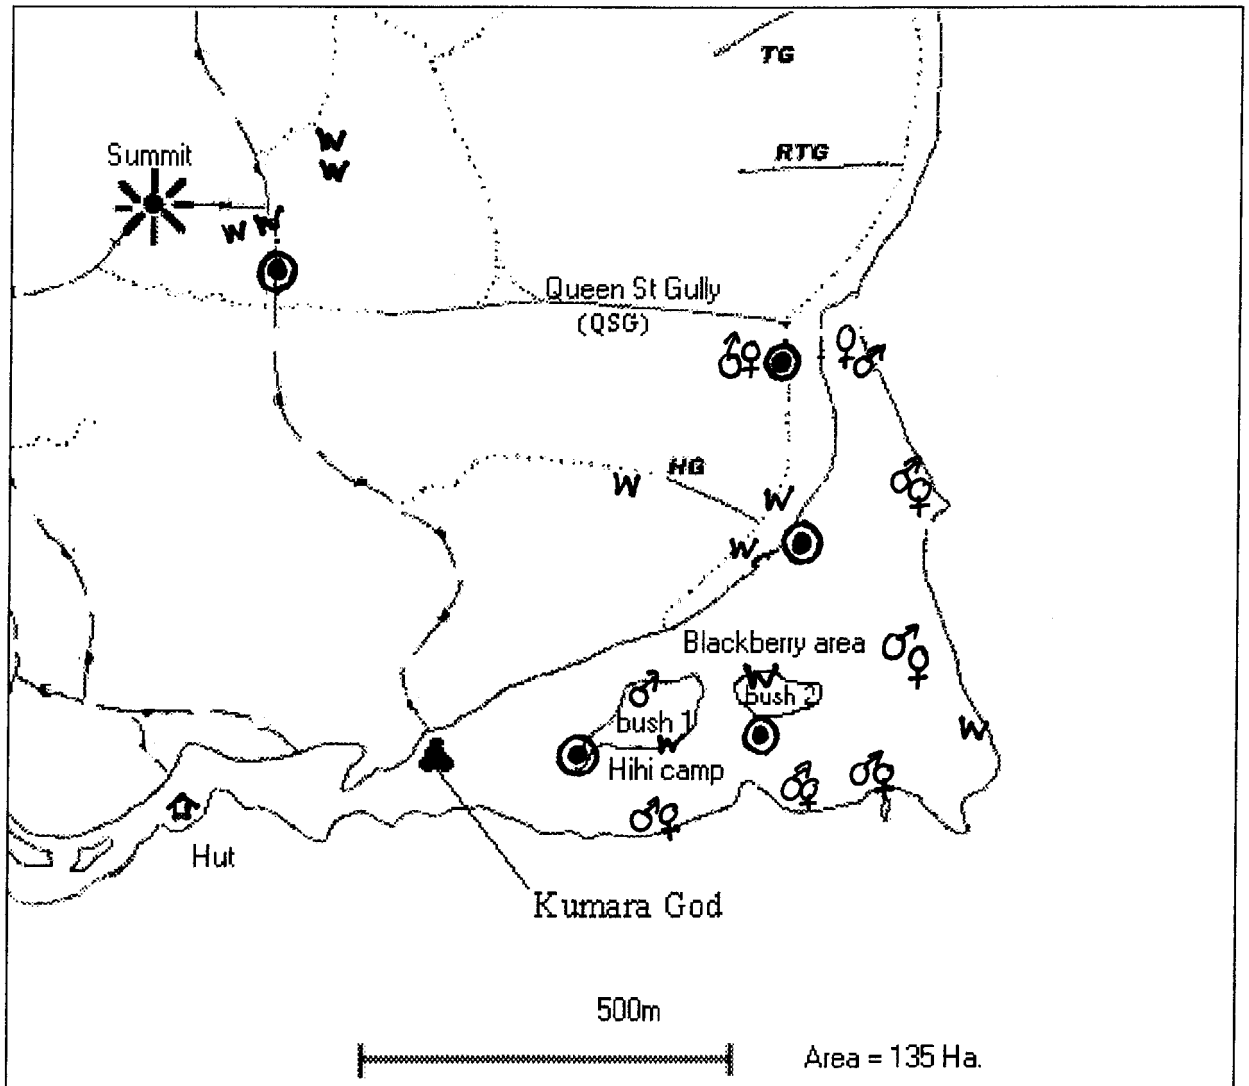 TG
RTG
W
W
Summit
W W
Queen St Gully
(QSG)
♂♀
♀♂
HG
W
W
♂♀
W
Blackberry area
♂♀
W
♂
bush 2
bush 1
W
W
Hihi camp
♂♀
♂♀
♂♀
Hut
Kumara God
500m
Area = 135 Ha.